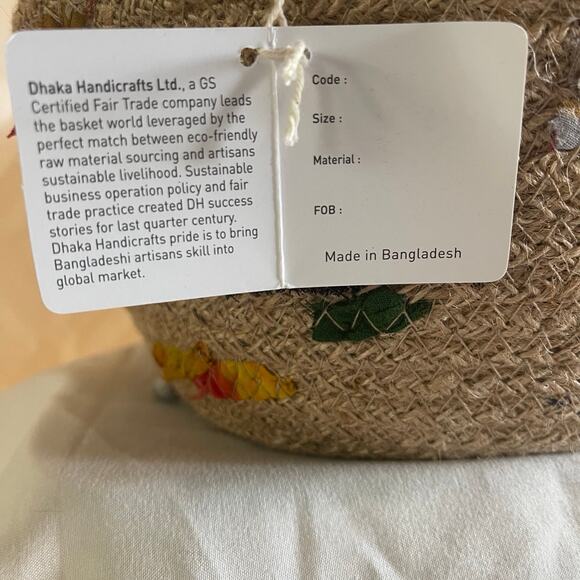 Dhaka Handicrafts Ltd., a GS
Certified Fair Trade company leads
the basket world leveraged by the
perfect match between eco-friendly
raw material sourcing and artisans
sustainable livelihood. Sustainable
business operation policy and fair
trade practice created DH success
stories for last quarter century.
Dhaka Handicrafts pride is to bring
Bangladeshi artisans skill into
global market.
Code :
Size :
Material :
FOB :
Made in Bangladesh